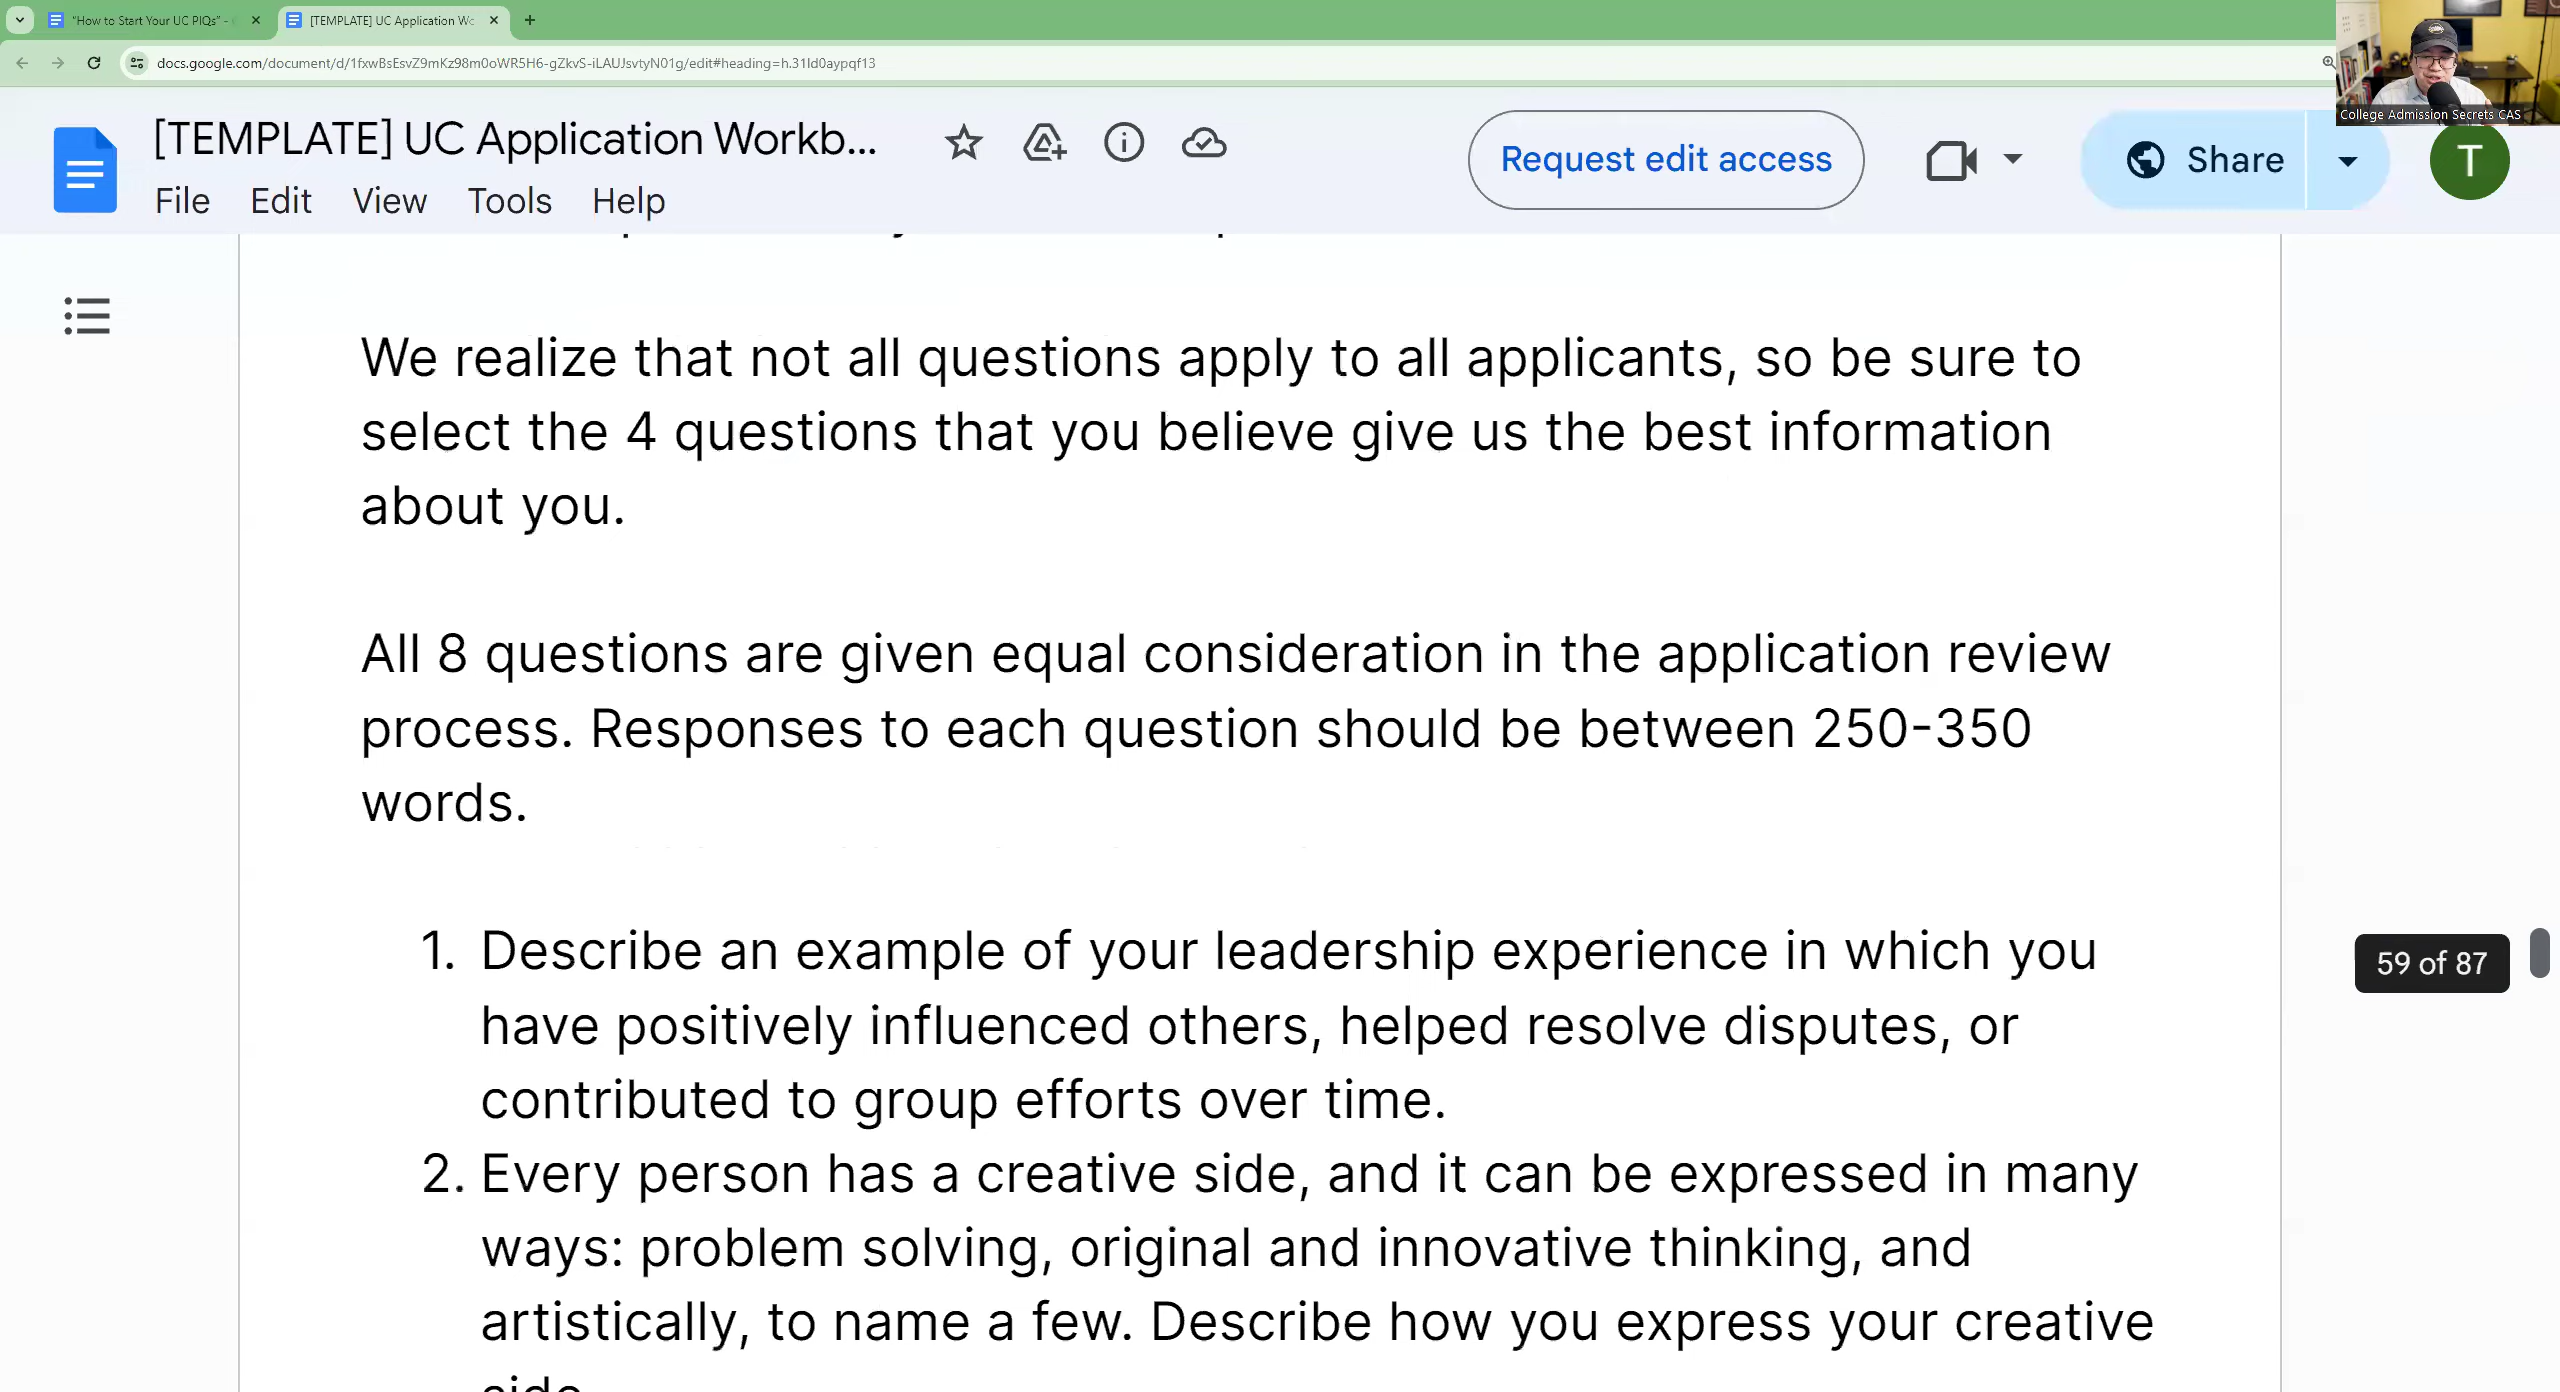 "How to Start Your UC PIQs" -
[TEMPLATE] UC Application Wo
docs.google.com/document/d/1fxwBsEsvZ9mKz98m0oWR5H6-gZkvS-iLAUJsvtyN01g/edit#heading=h.31ld0aypqf13
College Admission Secrets CAS
[TEMPLATE] UC Application Workb...
Request edit access
Share
T
File Edit View Tools Help
We realize that not all questions apply to all applicants, so be sure to
select the 4 questions that you believe give us the best information
about you.
All 8 questions are given equal consideration in the application review
process. Responses to each question should be between 250-350
words.
1. Describe an example of your leadership experience in which you
have positively influenced others, helped resolve disputes, or
contributed to group efforts over time.
59 of 87
2. Every person has a creative side, and it can be expressed in many
ways: problem solving, original and innovative thinking, and
artistically, to name a few. Describe how you express your creative